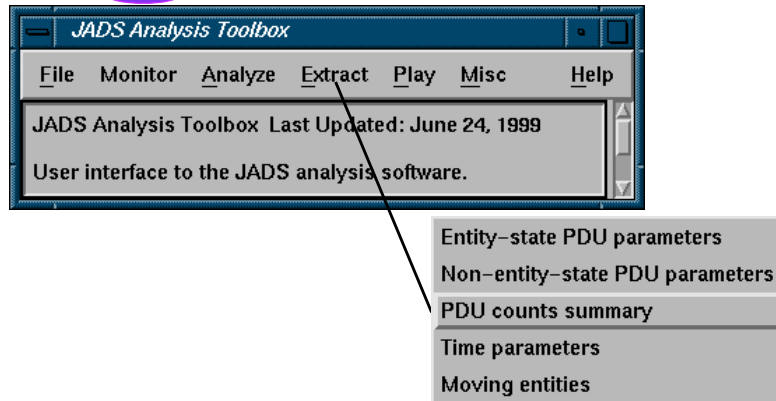 JADS Analysis Toolbox
File Monitor Analyze Extract Play Misc Help
JADS Analysis Toolbox Last Updated: June 24, 1999
User interface to the JADS analysis software.
Entity-state PDU parameters
Non-entity-state PDU parameters
PDU counts summary
Time parameters
Moving entities